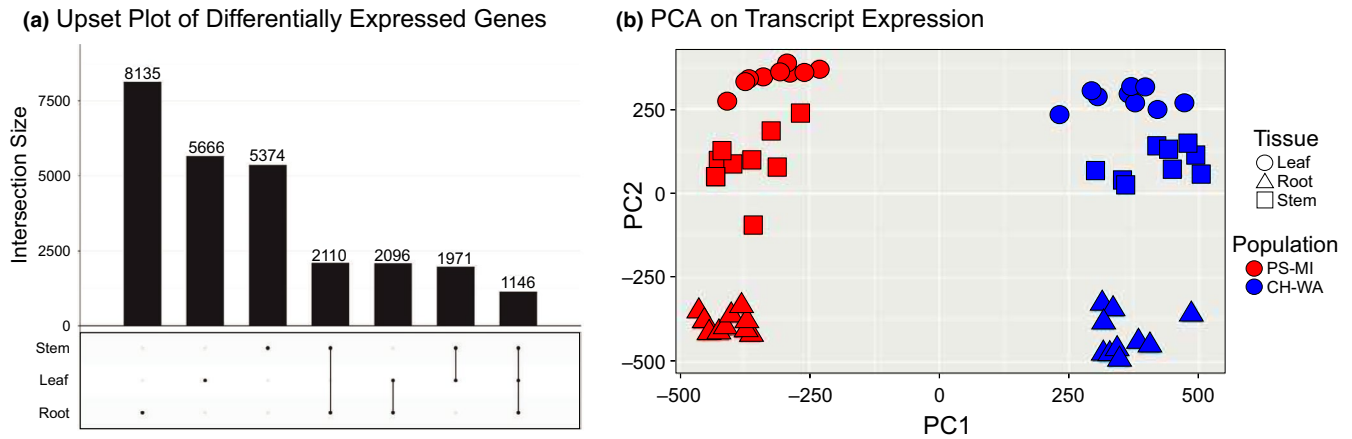 (a) Upset Plot of Differentially Expressed Genes
Intersection Size
7500
5000
2500
0
8135
5666
5374
2110
2096
1971
1146
Stem
Leaf
Root
(b) PCA on Transcript Expression
PC2
250
0
−250
−500
−500
−250
0
250
500
PC1
Tissue
Leaf
Root
Stem
Population
PS-MI
CH-WA